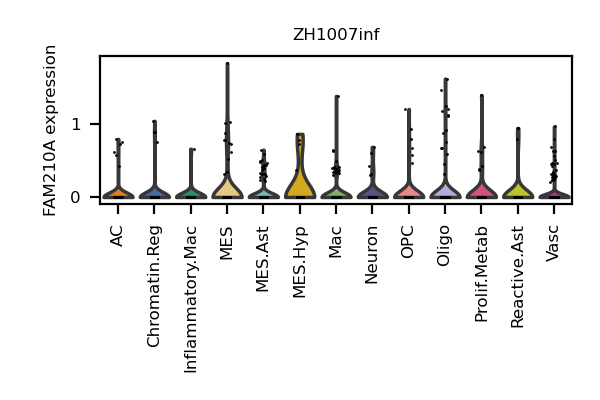 ZH1007inf
FAM210A expression
1
0
AC
Chromatin.Reg
Inflammatory.Mac
MES
MES.Ast
MES.Hyp
Mac
Neuron
OPC
Oligo
Prolif.Metab
Reactive.Ast
Vasc